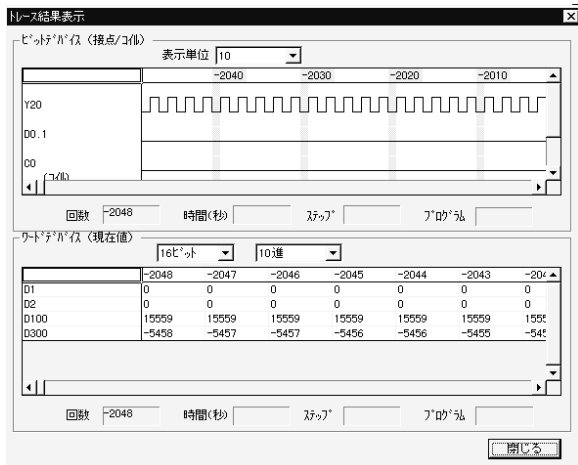 トレース結果表示
ビットデバイス(接点/コイル)
表示単位 10
-2040 -2030 -2020 -2010
Y20
D0.1
C0
(コイル)
回数 -2048 時間(秒) ステップ プログラム
ワードデバイス(現在値)
16ビット 10進
-2048 -2047 -2046 -2045 -2044 -2043 -204
D1 0 0 0 0 0 0
D2 0 0 0 0 0 0
D100 15559 15559 15559 15559 15559 15559 1555
D300 -5458 -5457 -5457 -5456 -5456 -5455 -545
回数 -2048 時間(秒) ステップ プログラム
閉じる